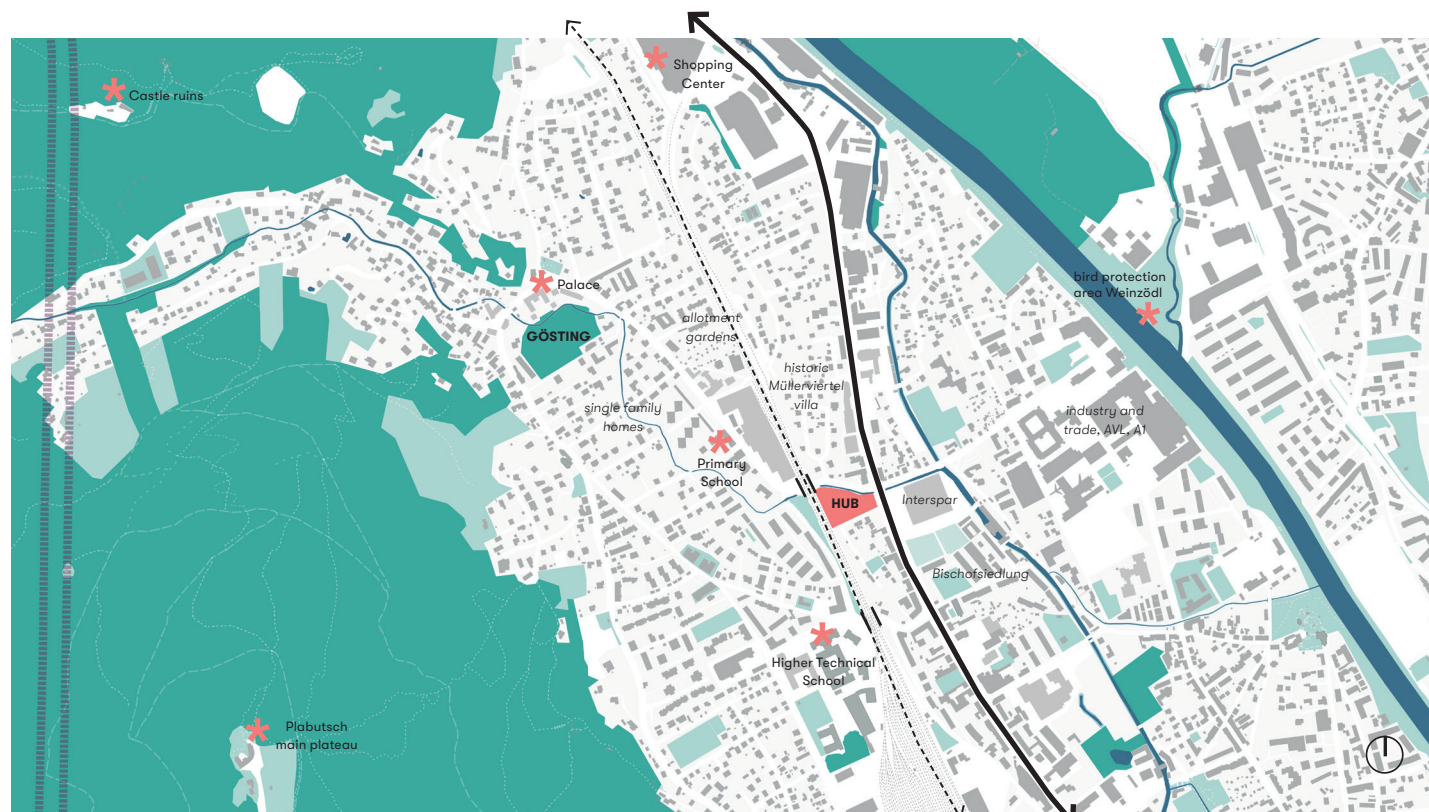 Shopping
Center
Castle ruins
Palace
GÖSTING
bird protection
area Weinzödl
allotment
gardens
historic
Müllerviertel
villa
single family
homes
industry and
trade, AVL, A1
Primary
School
HUB
Interspar
Bischofsiedlung
Higher Technical
School
Plabutsch
main plateau